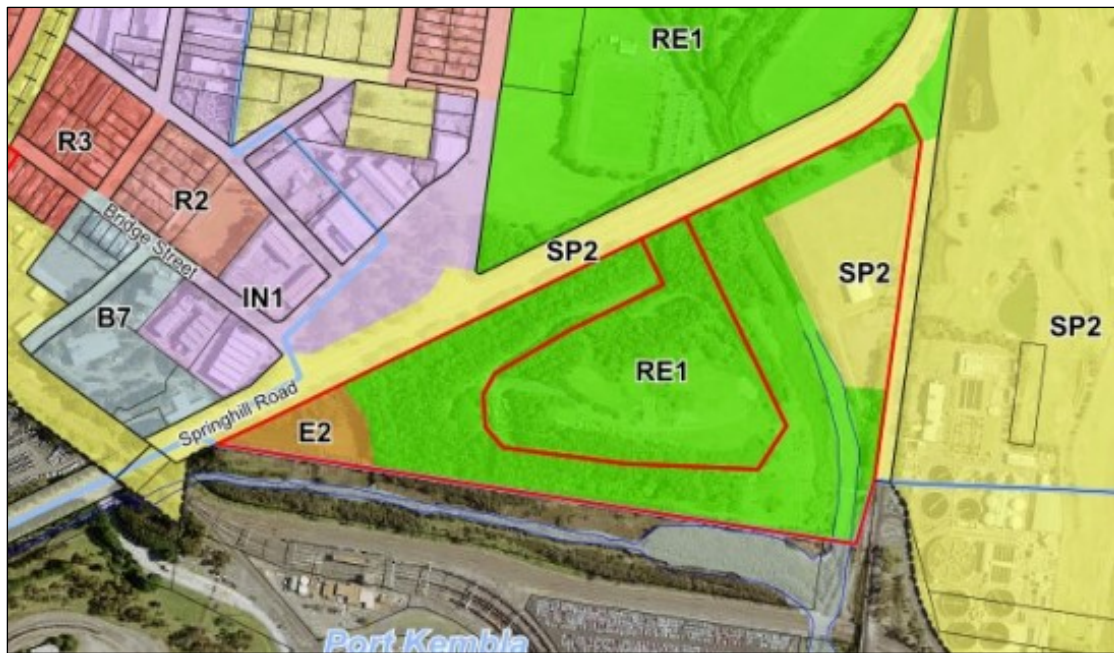 RE1
R3
R2
Bridge Street
SP2
SP2
IN1
B7
SP2
RE1
Springhill Road
E2
Port Kembla